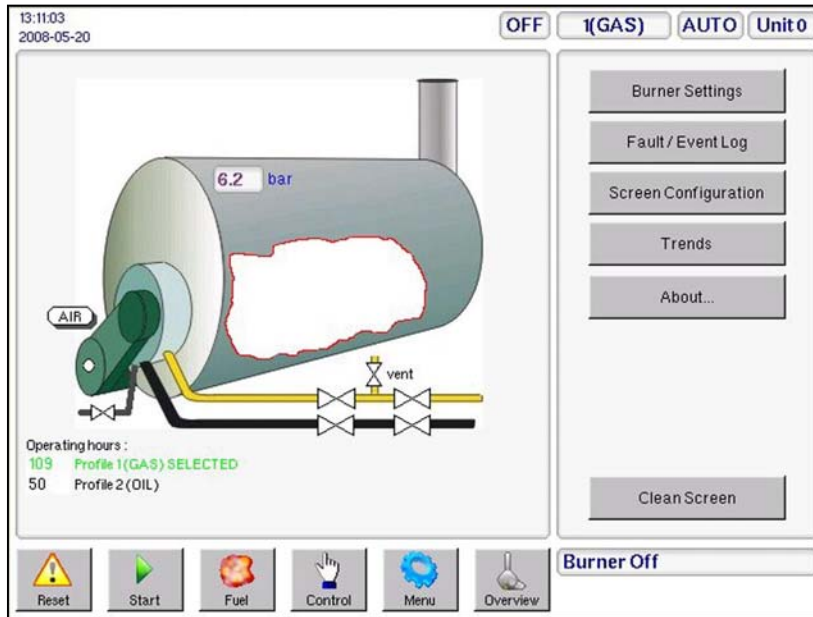 13:11:03
2008-05-20
OFF
1(GAS)
AUTO
Unit 0
6.2 bar
AIR
vent
Operating hours :
109 Profile 1(GAS) SELECTED
50 Profile 2 (OIL)
Burner Settings
Fault / Event Log
Screen Configuration
Trends
About...
Clean Screen
Burner Off
Reset
Start
Fuel
Control
Menu
Overview